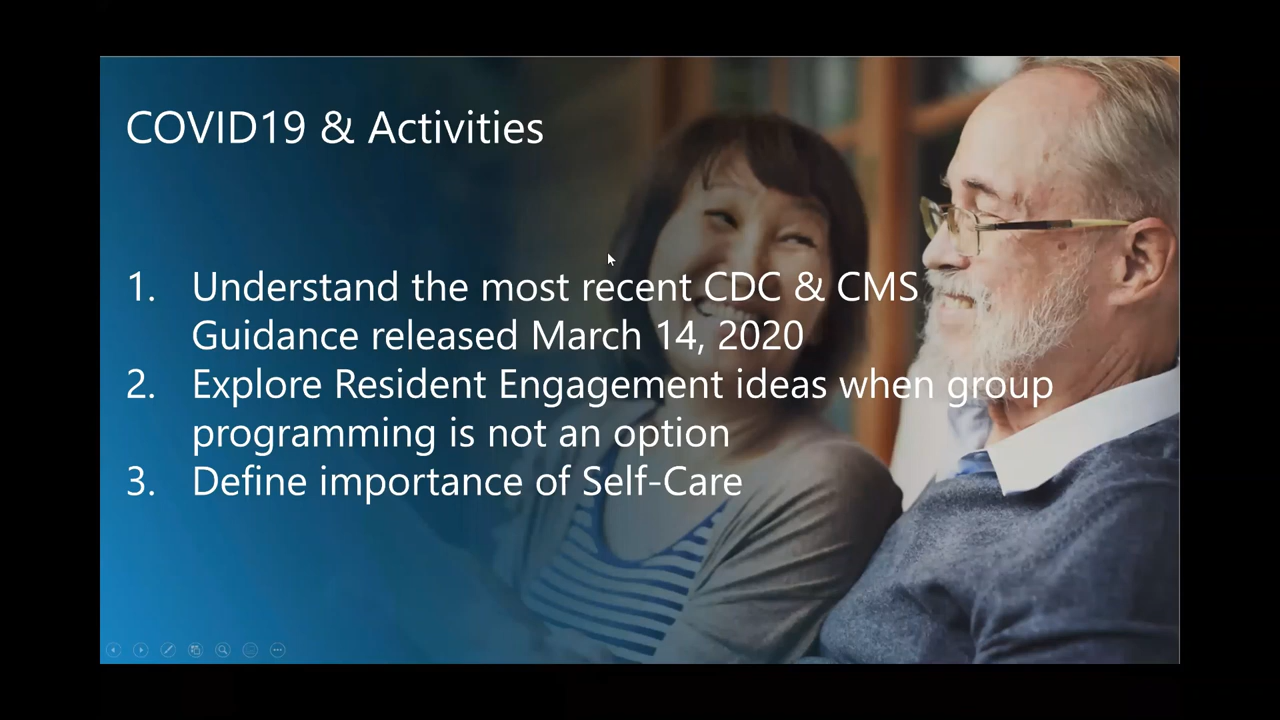 COVID19 & Activities
1. Understand the most recent CDC & CMS
Guidance released March 14, 2020
2. Explore Resident Engagement ideas when group
programming is not an option
3. Define importance of Self-Care